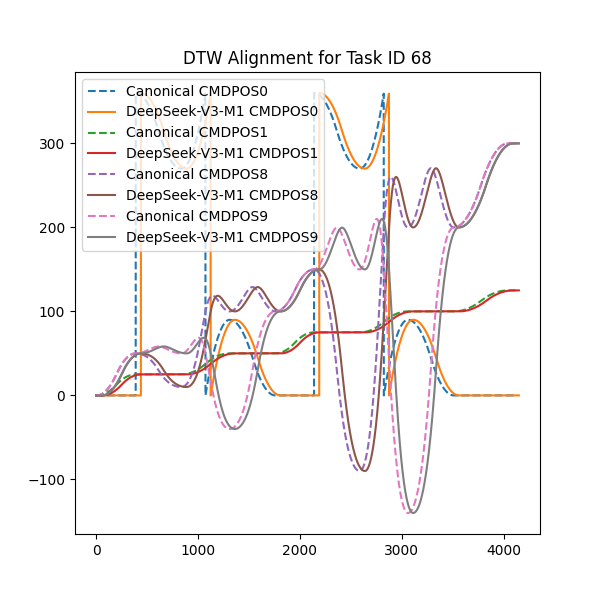 DTW Alignment for Task ID 68
Canonical CMDPOS0
DeepSeek-V3-M1 CMDPOS0
Canonical CMDPOS1
DeepSeek-V3-M1 CMDPOS1
Canonical CMDPOS8
DeepSeek-V3-M1 CMDPOS8
Canonical CMDPOS9
DeepSeek-V3-M1 CMDPOS9
300
200
100
0
−100
0 1000 2000 3000 4000